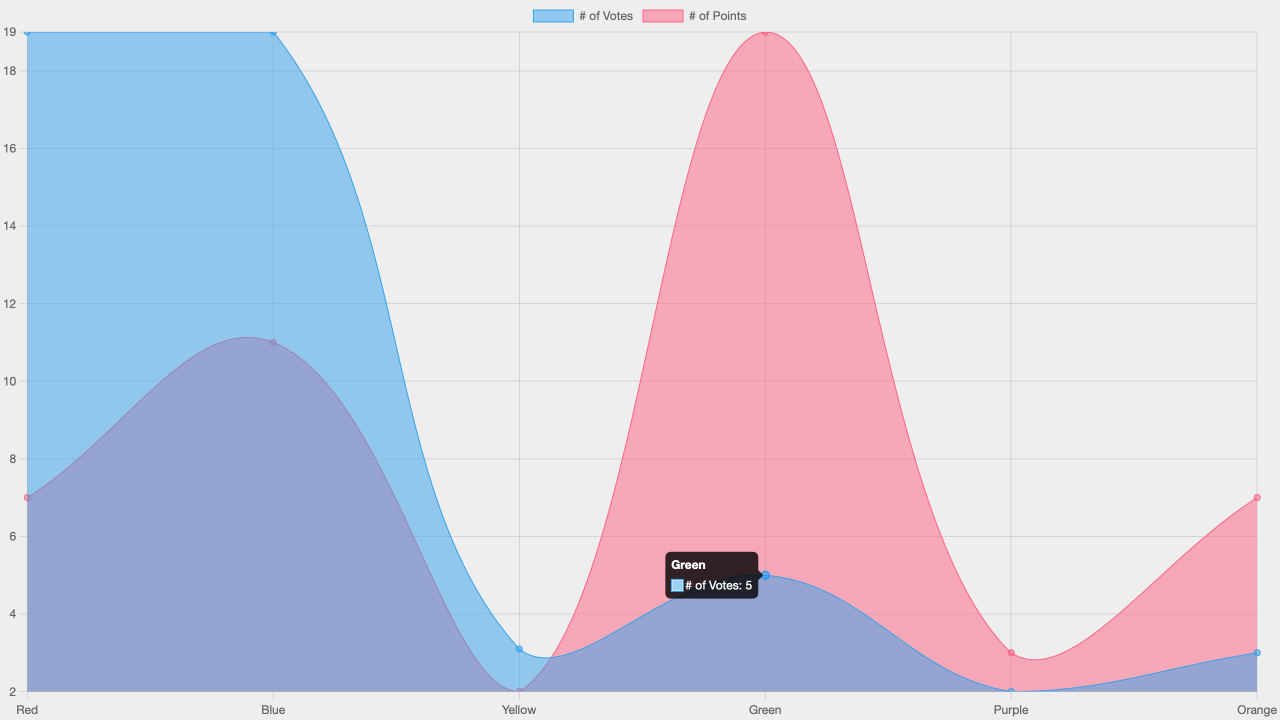 # of Votes # of Points
19
18
16
14
12
10
8
6
4
2
Green
# of Votes: 5
Red Blue Yellow Green Purple Orange